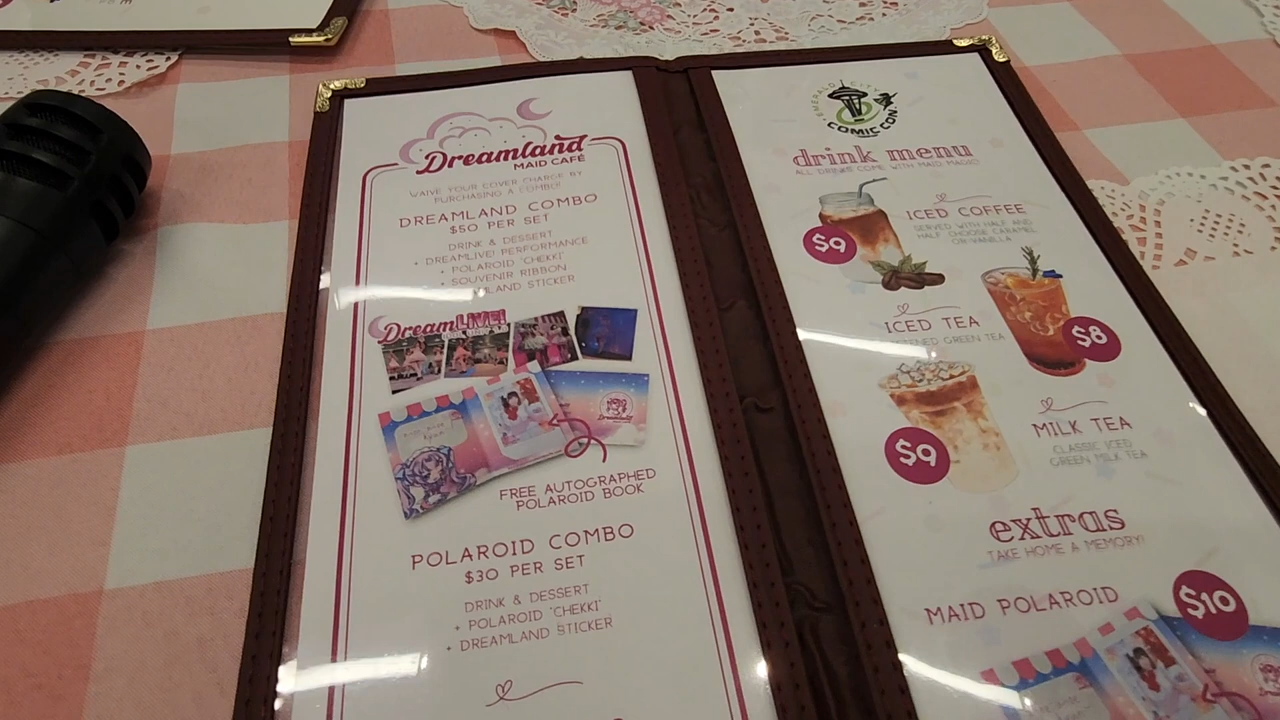 Dreamland
MAID CAFÉ
WAIVE YOUR COVER CHARGE BY
PURCHASING A COMBO!
DREAMLAND COMBO
$50 PER SET
DRINK & DESSERT
+ DREAMLIVE! PERFORMANCE
+ POLAROID "CHEKKI"
+ SOUVENIR RIBBON
STICKER
DreamLIVE!
FREE AUTOGRAPHED
POLAROID BOOK
POLAROID COMBO
$30 PER SET
DRINK & DESSERT
+ POLAROID "CHEKKI"
+ DREAMLAND STICKER
EMERALD CITY
COMIC CON
drink menu
ALL DRINKS COME WITH MAID MAGIC!
ICED COFFEE
$9
SERVED WITH HALF AND
HALF. CHOOSE CARAMEL
OR VANILLA
ICED TEA
GREEN TEA
$8
MILK TEA
CLASSIC ICED
GREEN MILK TEA
$9
extras
TAKE HOME A MEMORY!
MAID POLAROID
$10